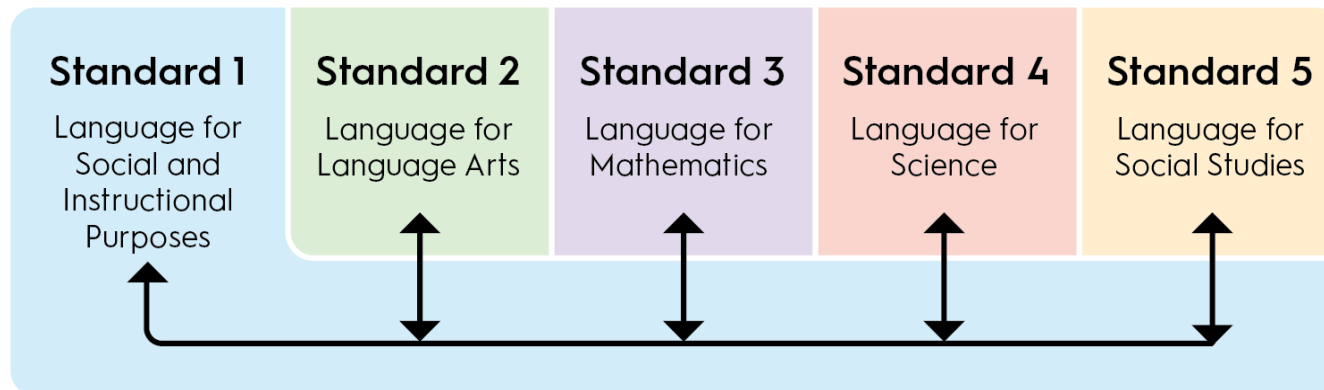 Standard 1
Language for
Social and
Instructional
Purposes
Standard 2
Language for
Language Arts
Standard 3
Language for
Mathematics
Standard 4
Language for
Science
Standard 5
Language for
Social Studies